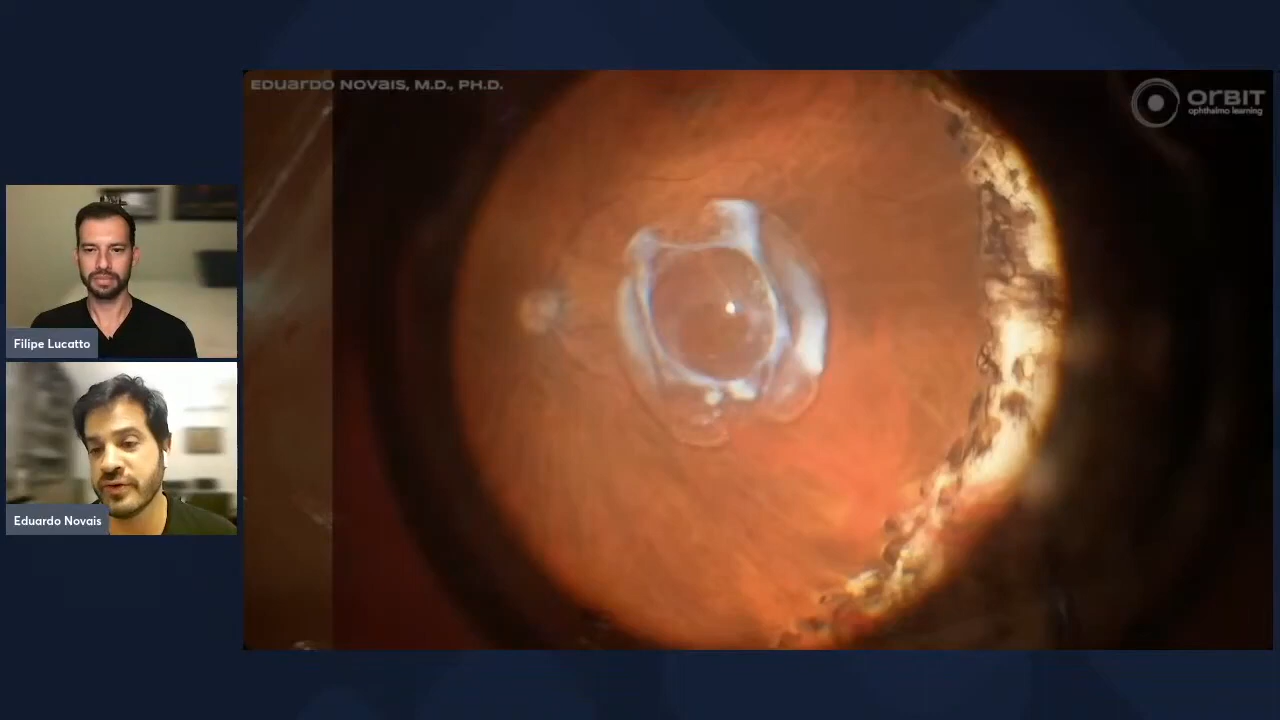 EDUARDO NOVAIS, M.D., PH.D.
ORBIT
ophthalmo learning
Filipe Lucatto
Eduardo Novais